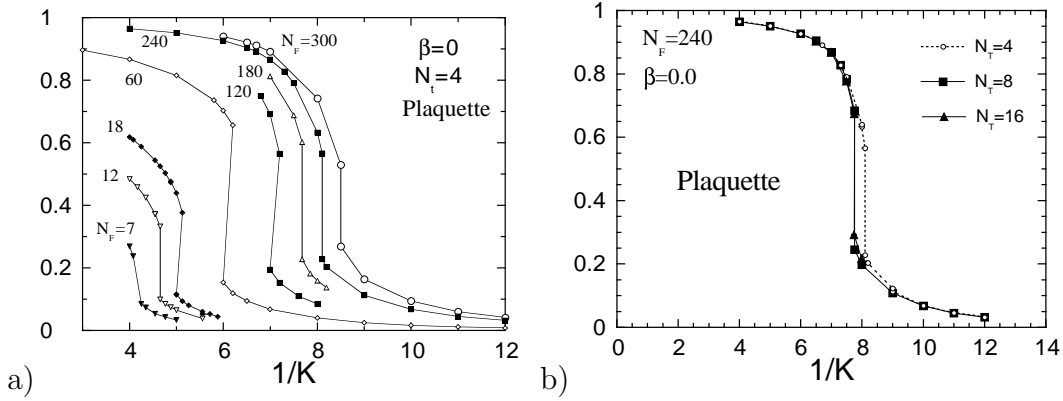 1
0.8
0.6
0.4
0.2
0
4
6
8
10
12
1/K
240
60
18
12
N_F=7
N_F=300
180
120
β=0
N_t=4
Plaquette
a)
1
0.8
0.6
0.4
0.2
0
0
2
4
6
8
10
12
14
1/K
N_F=240
β=0.0
Plaquette
N_T=4
N_T=8
N_T=16
b)